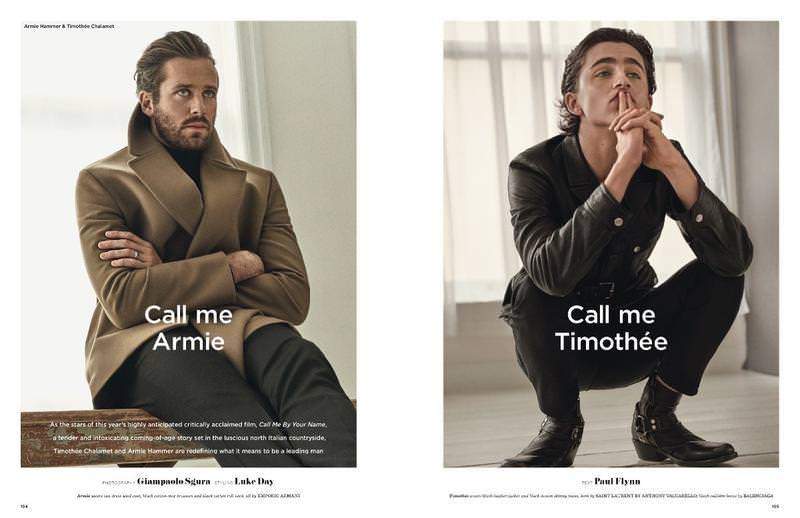 Armie Hammer & Timothée Chalamet
Call me
Armie
As the stars of this year's highly anticipated critically acclaimed film, Call Me By Your Name,
a tender and intoxicating coming-of-age story set in the luscious north Italian countryside,
Timothée Chalamet and Armie Hammer are redefining what it means to be a leading man
PHOTOGRAPHY Giampaolo Sgura STYLING Luke Day
Armie wears tan draw wool coat, black cotton-mix trousers and black cotton roll neck, all by EMPORIO ARMANI
104
Call me
Timothée
TEXT Paul Flynn
Timothée wears black leather jacket and black denim skinny jeans, both by SAINT LAURENT BY ANTHONY VACCARELLO; black calfskin boots by BALENCIAGA
105